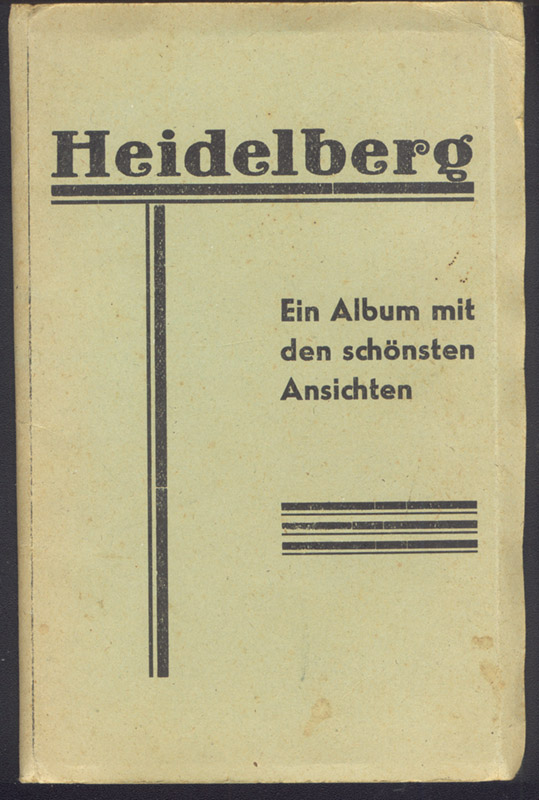 Heidelberg
Ein Album mit
den schönsten
Ansichten